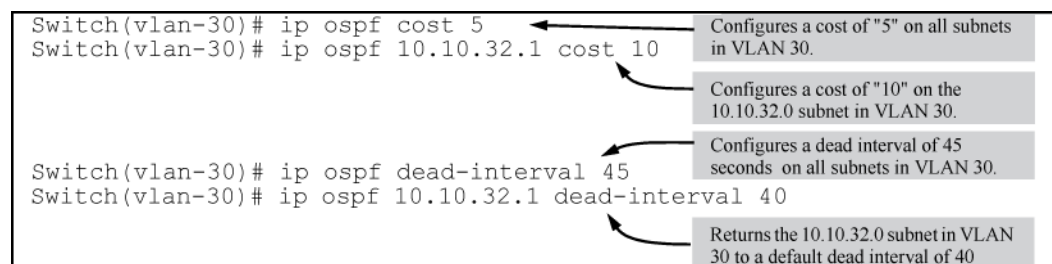 Switch(vlan-30)# ip ospf cost 5
Configures a cost of "5" on all subnets
in VLAN 30.
Switch(vlan-30)# ip ospf 10.10.32.1 cost 10
Configures a cost of "10" on the
10.10.32.0 subnet in VLAN 30.
Configures a dead interval of 45
seconds on all subnets in VLAN 30.
Switch(vlan-30)# ip ospf dead-interval 45
Switch(vlan-30)# ip ospf 10.10.32.1 dead-interval 40
Returns the 10.10.32.0 subnet in VLAN
30 to a default dead interval of 40